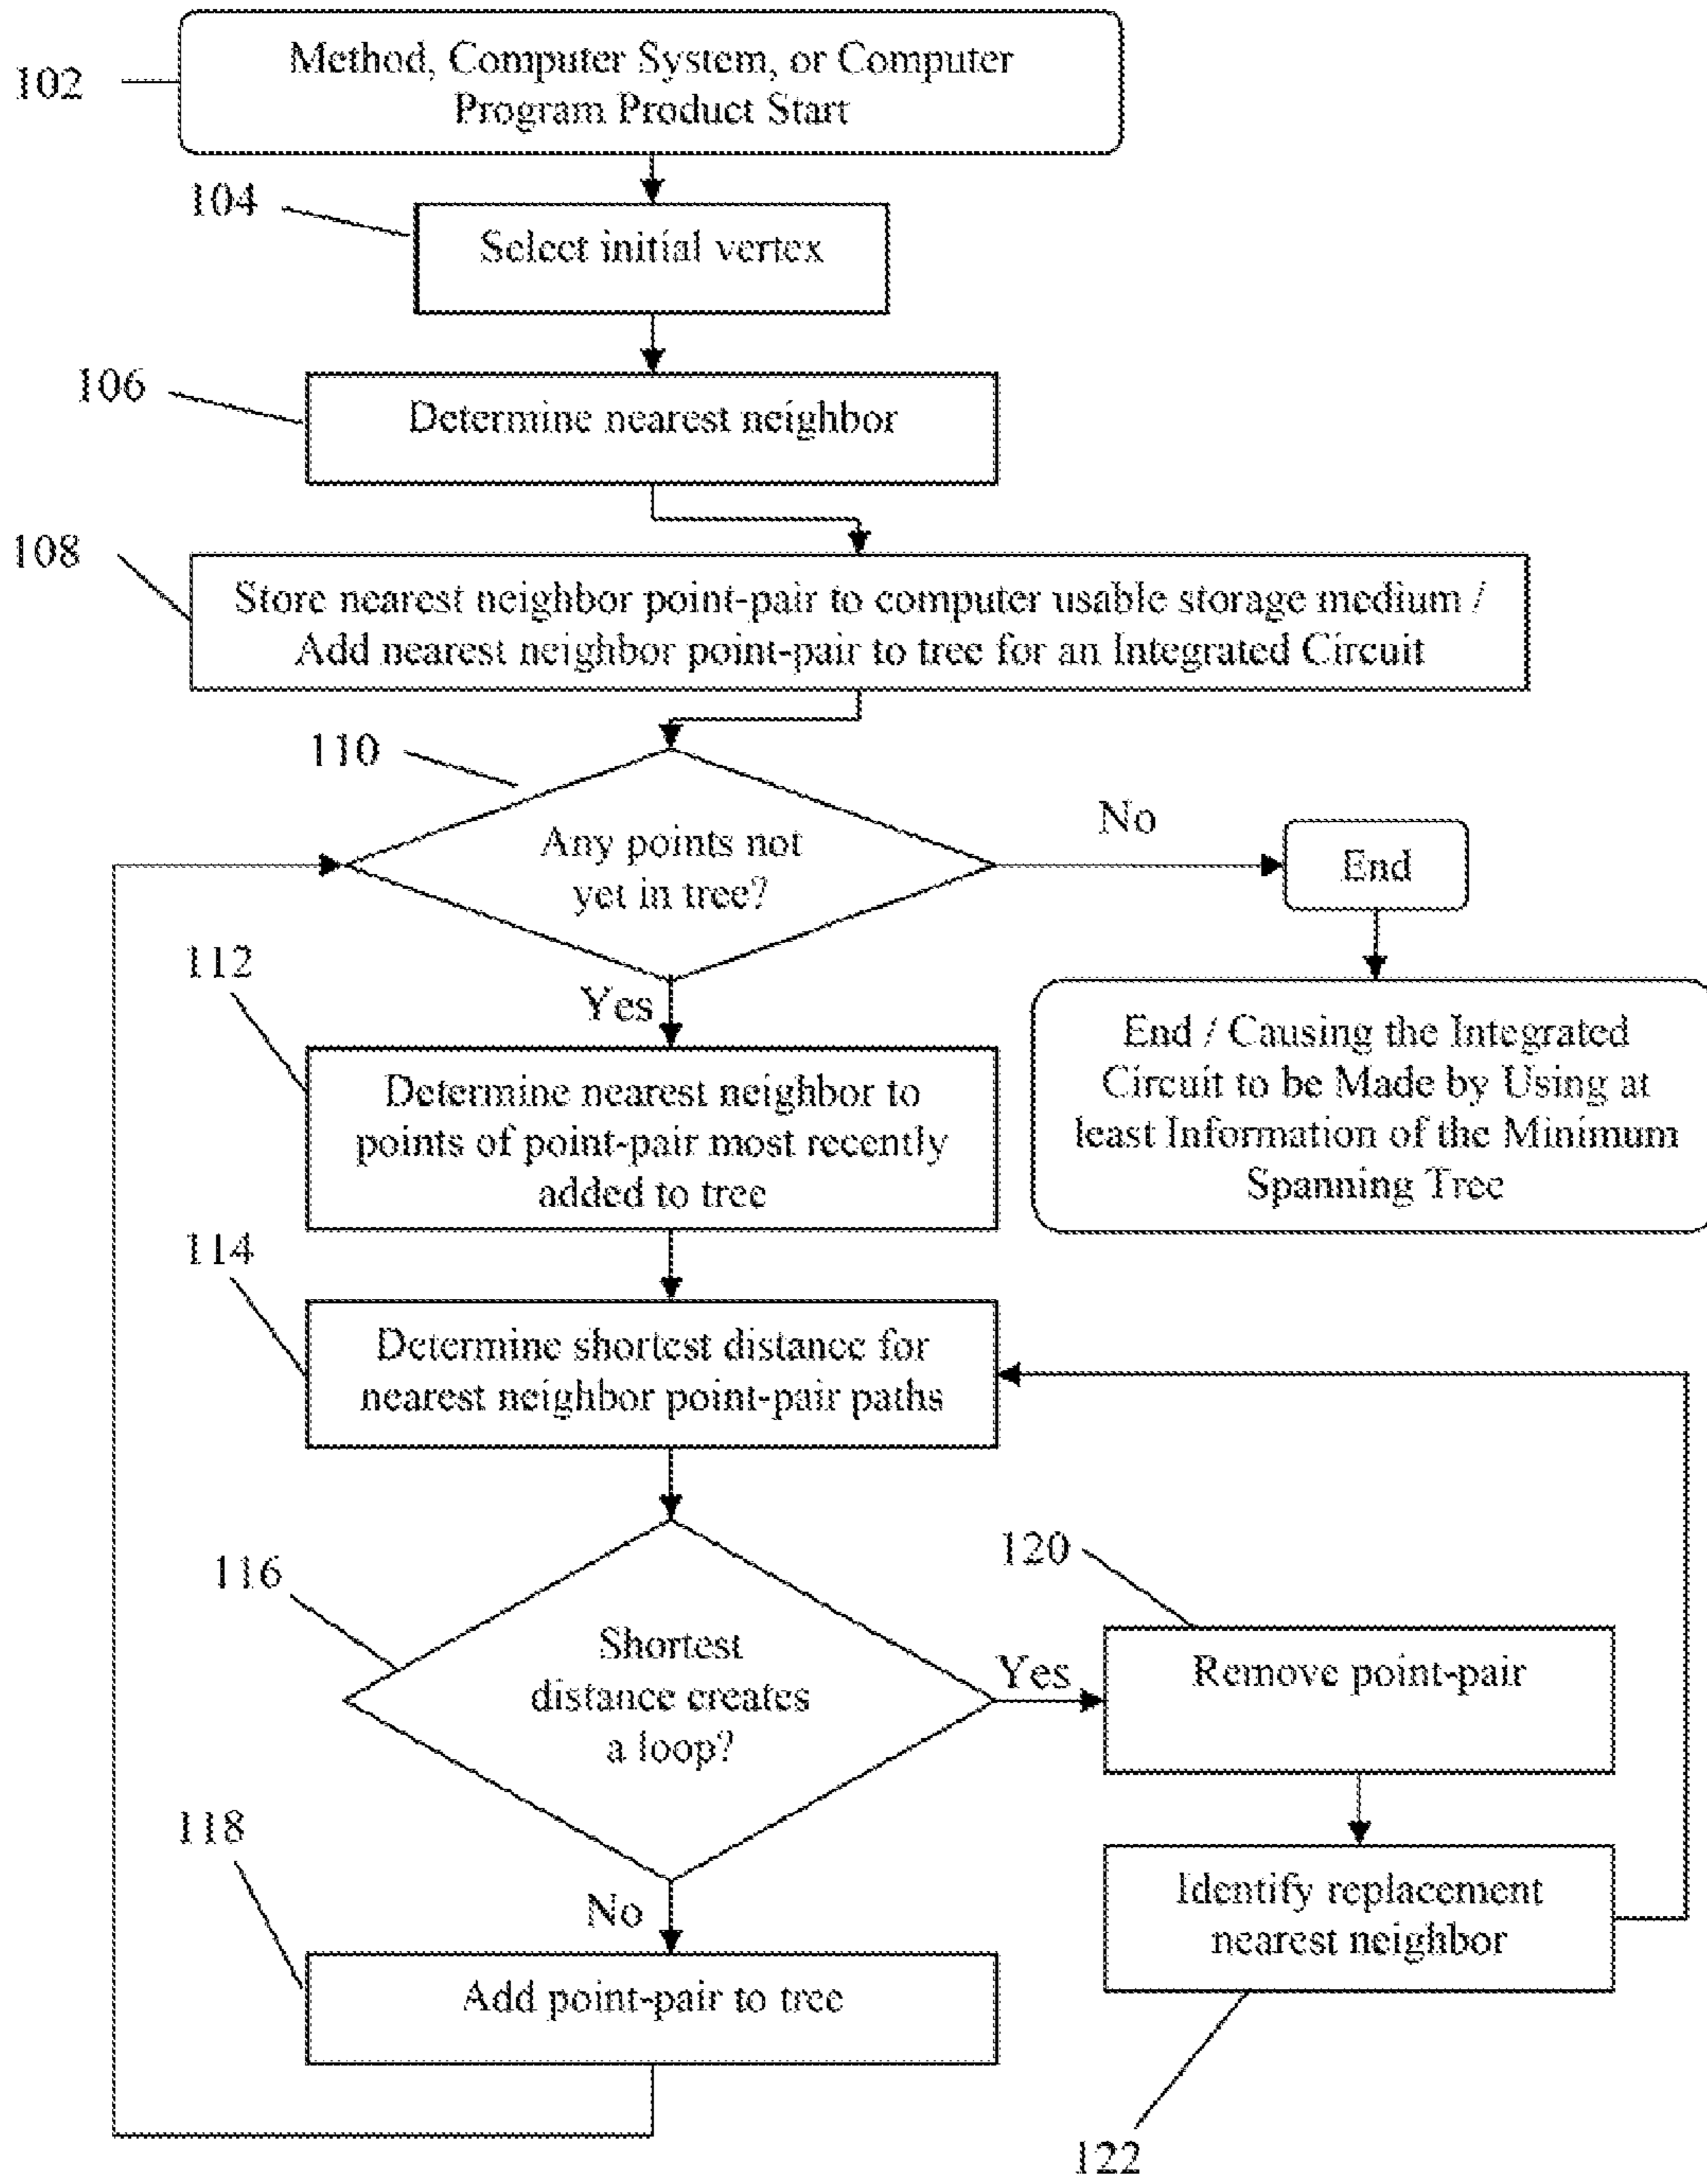 102
Method, Computer System, or Computer
Program Product Start
104
Select initial vertex
106
Determine nearest neighbor
108
Store nearest neighbor point-pair to computer usable storage medium /
Add nearest neighbor point-pair to tree for an Integrated Circuit
110
Any points not
yet in tree?
No
End
Yes
End / Causing the Integrated
Circuit to be Made by Using at
least Information of the Minimum
Spanning Tree
112
Determine nearest neighbor to
points of point-pair most recently
added to tree
114
Determine shortest distance for
nearest neighbor point-pair paths
116
Shortest
distance creates
a loop?
Yes
120
Remove point-pair
No
118
Add point-pair to tree
Identify replacement
nearest neighbor
122